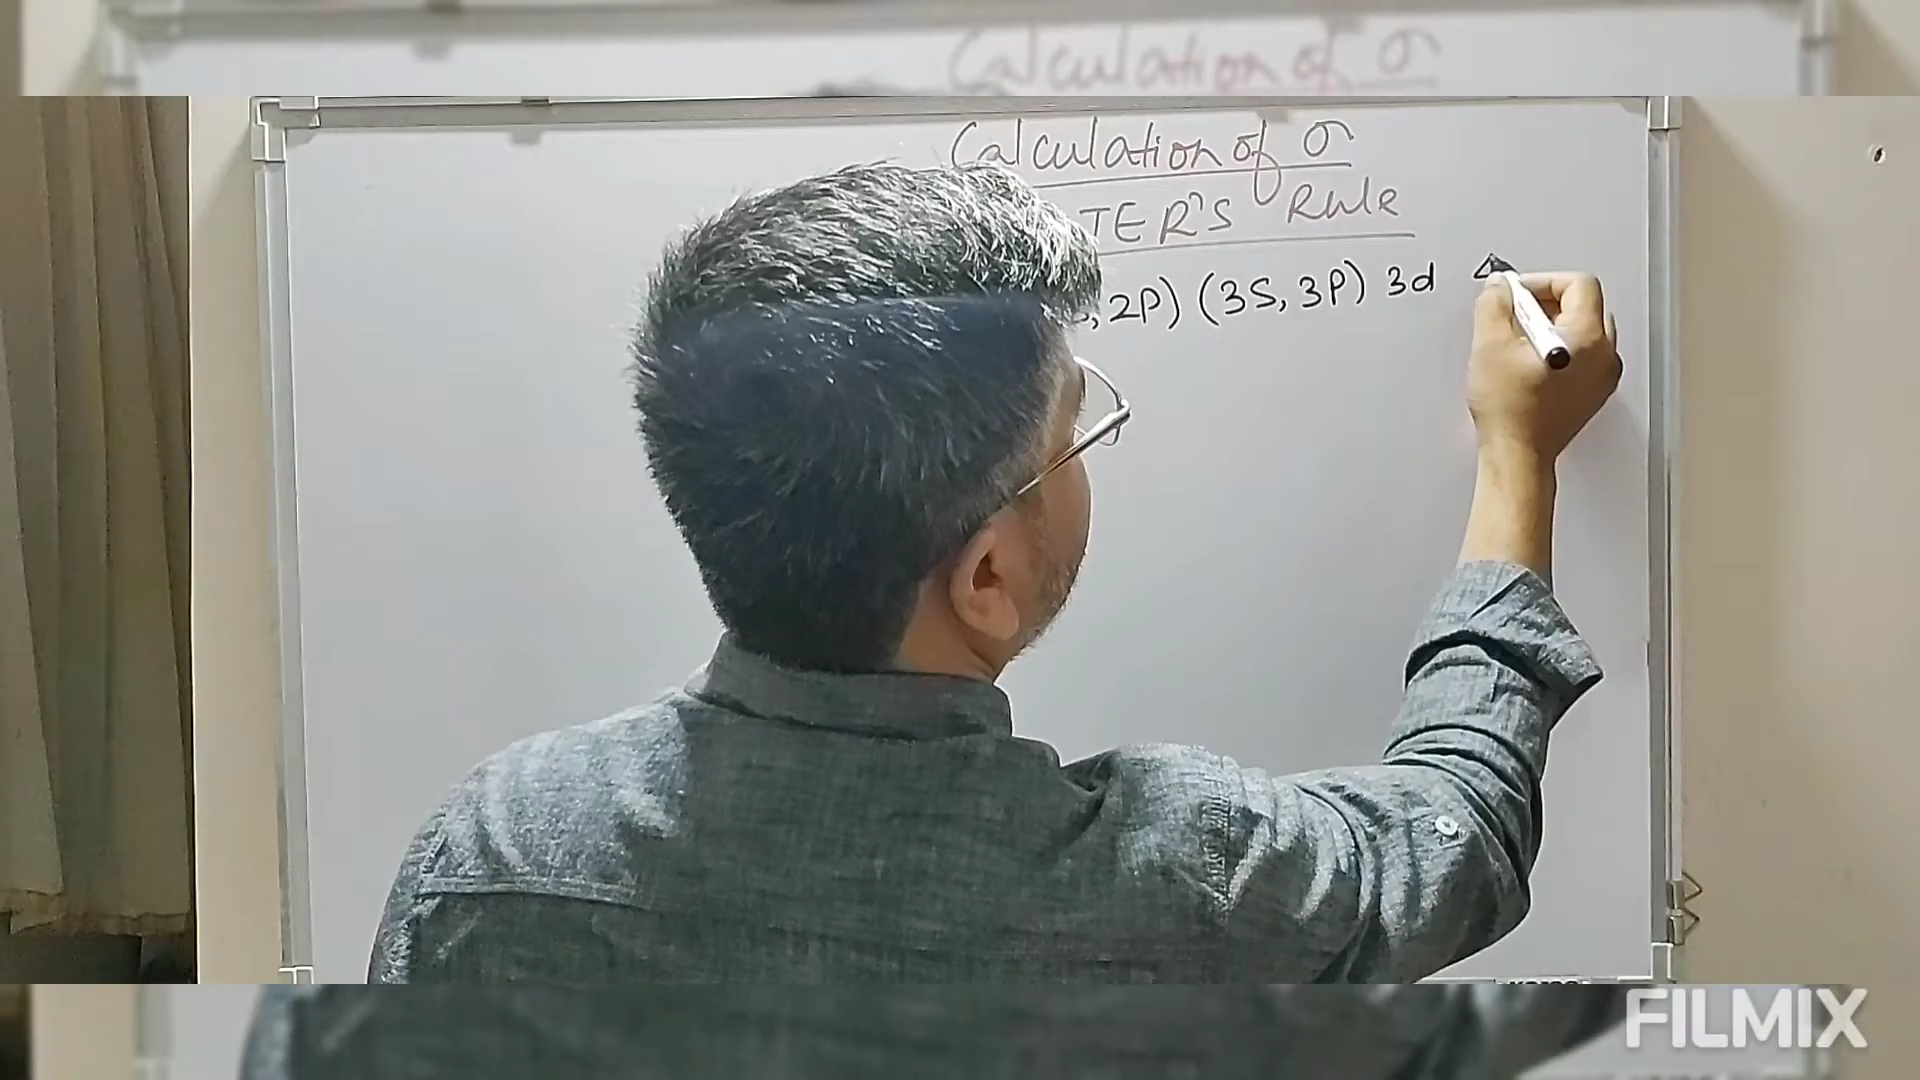 Calculation of σ
Calculation of σ
TER'S Rule
, 2P) (3S, 3P) 3d
FILMIX